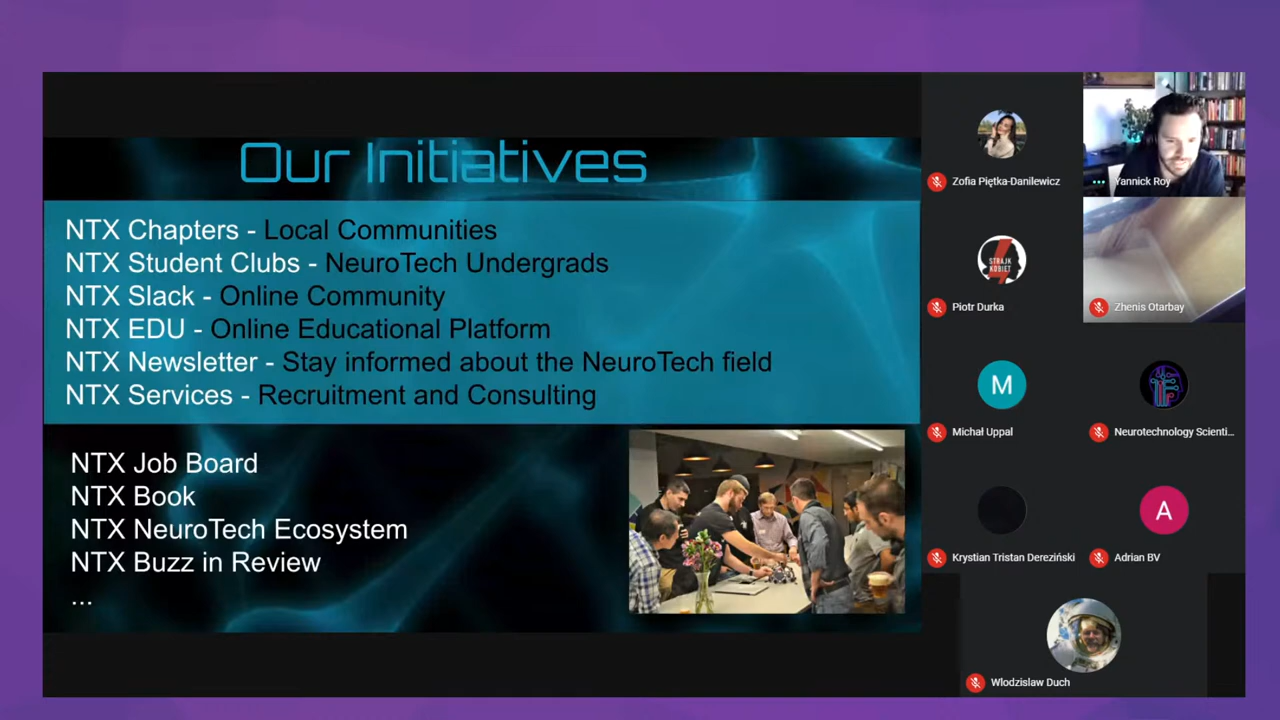 Our Initiatives
NTX Chapters - Local Communities
NTX Student Clubs - NeuroTech Undergrads
NTX Slack - Online Community
NTX EDU - Online Educational Platform
NTX Newsletter - Stay informed about the NeuroTech field
NTX Services - Recruitment and Consulting
NTX Job Board
NTX Book
NTX NeuroTech Ecosystem
NTX Buzz in Review
...
Zofia Piętka-Danilewicz
Yannick Roy
STRAJK
KOBIET
Piotr Durka
Zhenis Otarbay
M
Michał Uppal
Neurotechnology Scienti...
Krystian Tristan Dereziński
A
Adrian BV
Wlodzislaw Duch